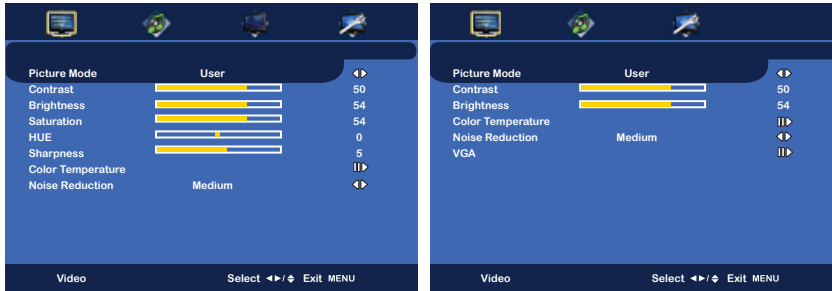 Picture Mode User
Contrast 50
Brightness 54
Saturation 54
HUE 0
Sharpness 5
Color Temperature
Noise Reduction Medium
Video Select ◄►/◆ Exit MENU
Picture Mode User
Contrast 50
Brightness 54
Color Temperature
Noise Reduction Medium
VGA
Video Select ◄►/◆ Exit MENU